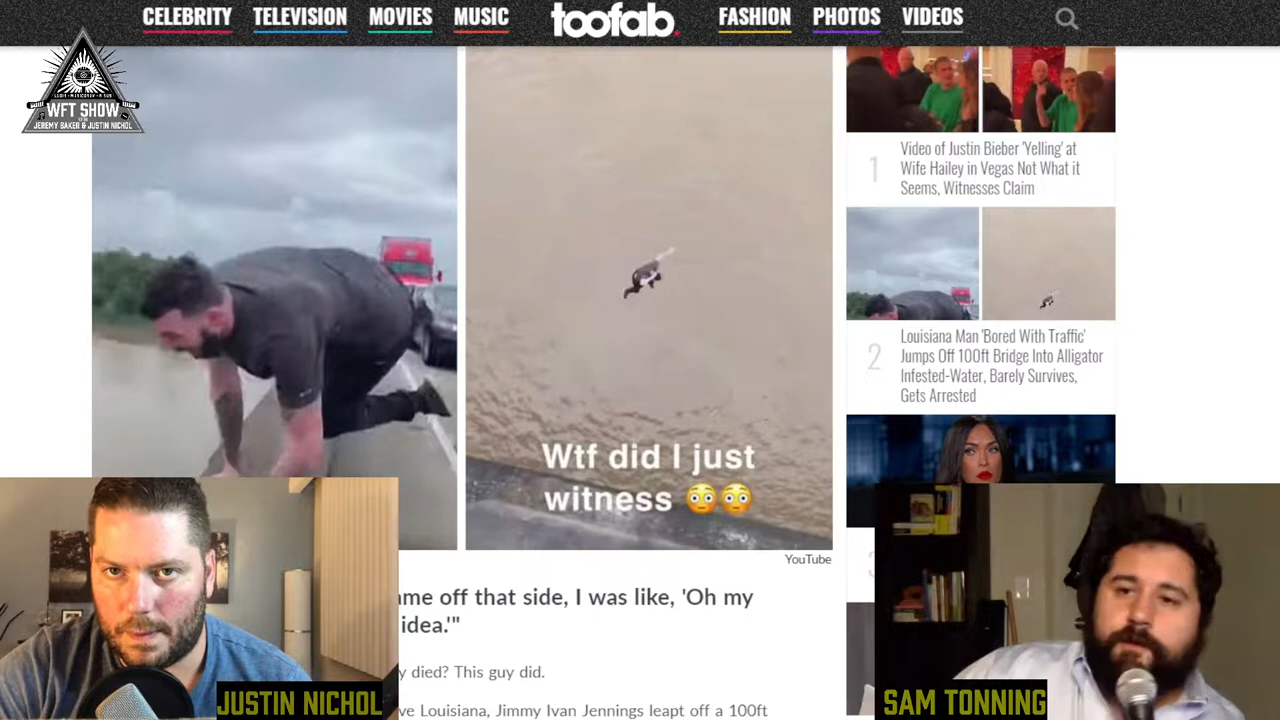 CELEBRITY TELEVISION MOVIES MUSIC toofab. FASHION PHOTOS VIDEOS
WFT SHOW
JEREMY BAKER & JUSTIN NICHOL
1
Video of Justin Bieber 'Yelling' at
Wife Hailey in Vegas Not What it
Seems, Witnesses Claim
2
Louisiana Man 'Bored With Traffic'
Jumps Off 100ft Bridge Into Alligator
Infested-Water, Barely Survives,
Gets Arrested
Wtf did I just
witness 😳😳
YouTube
ame off that side, I was like, 'Oh my
idea.'"
y died? This guy did.
ve Louisiana, Jimmy Ivan Jennings leapt off a 100ft
JUSTIN NICHOL
SAM TONNING